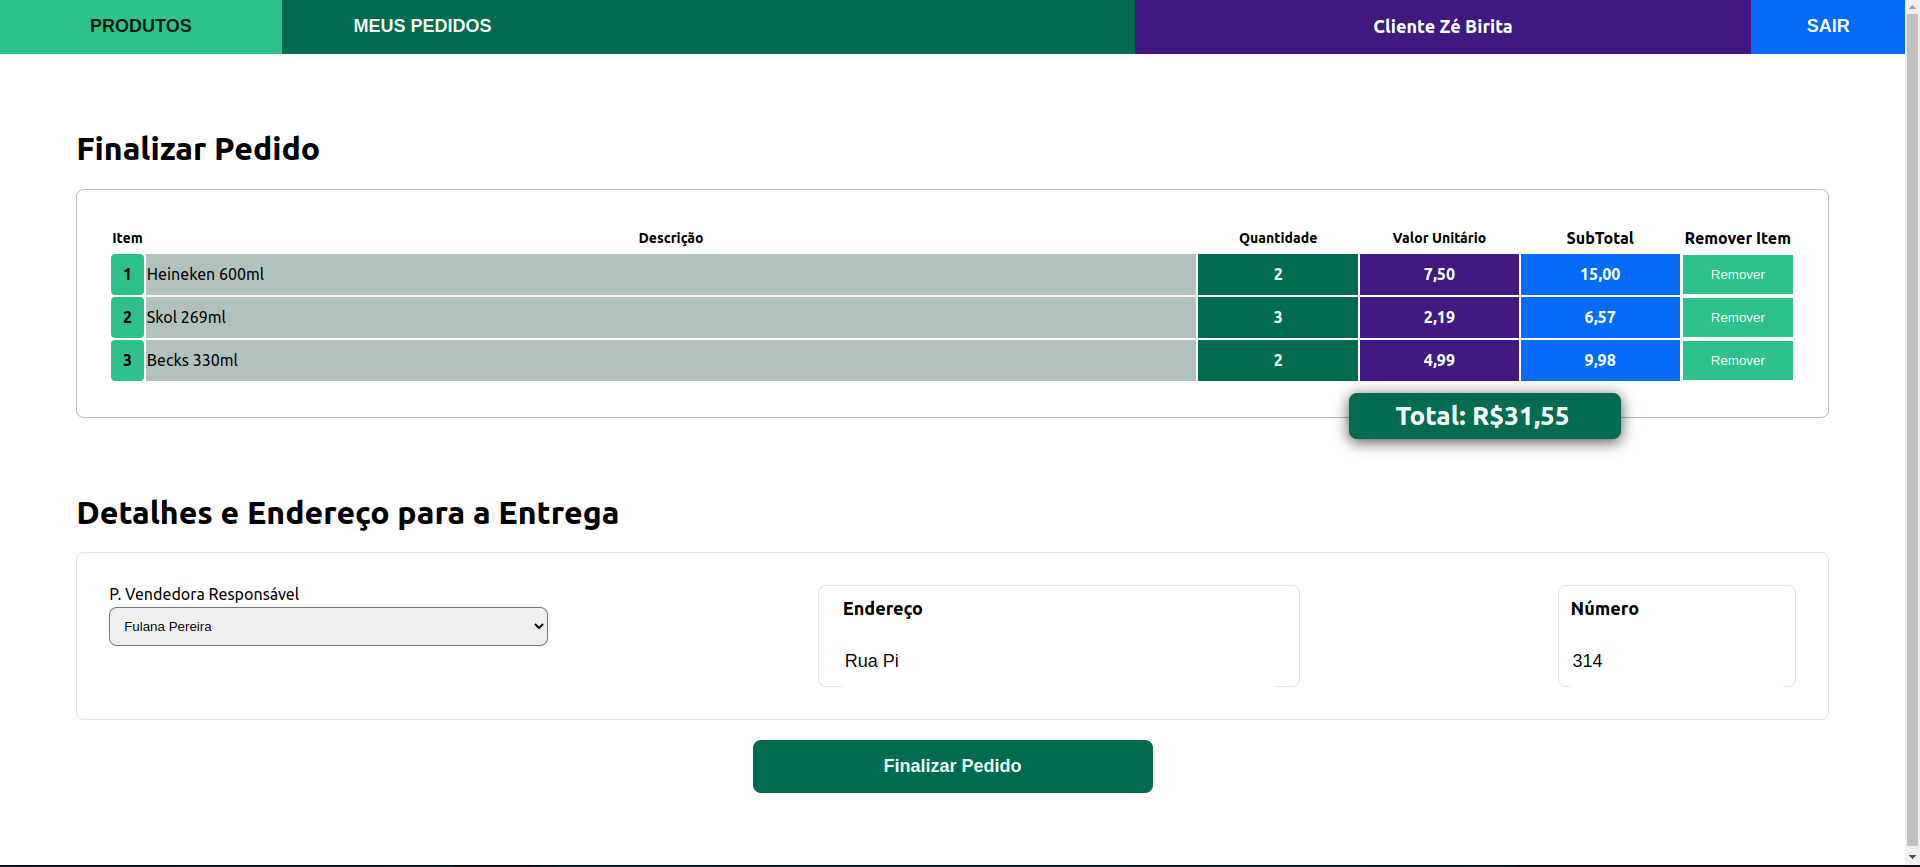 PRODUTOS MEUS PEDIDOS Cliente Zé Birita SAIR
Finalizar Pedido
Item Descrição Quantidade Valor Unitário SubTotal Remover Item
1 Heineken 600ml 2 7,50 15,00 Remover
2 Skol 269ml 3 2,19 6,57 Remover
3 Becks 330ml 2 4,99 9,98 Remover
Total: R$31,55
Detalhes e Endereço para a Entrega
P. Vendedora Responsável
Fulana Pereira
Endereço
Rua Pi
Número
314
Finalizar Pedido